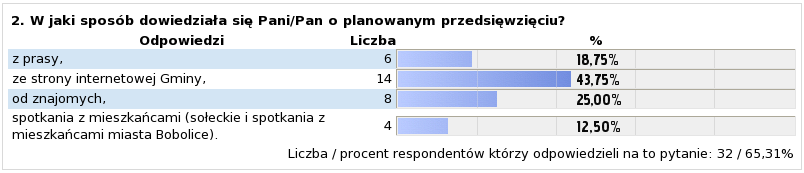 2. W jaki sposób dowiedziała się Pani/Pan o planowanym przedsięwzięciu?
Odpowiedzi Liczba %
z prasy, 6 18,75%
ze strony internetowej Gminy, 14 43,75%
od znajomych, 8 25,00%
spotkania z mieszkańcami (sołeckie i spotkania z
mieszkańcami miasta Bobolice). 4 12,50%
Liczba / procent respondentów którzy odpowiedzieli na to pytanie: 32 / 65,31%